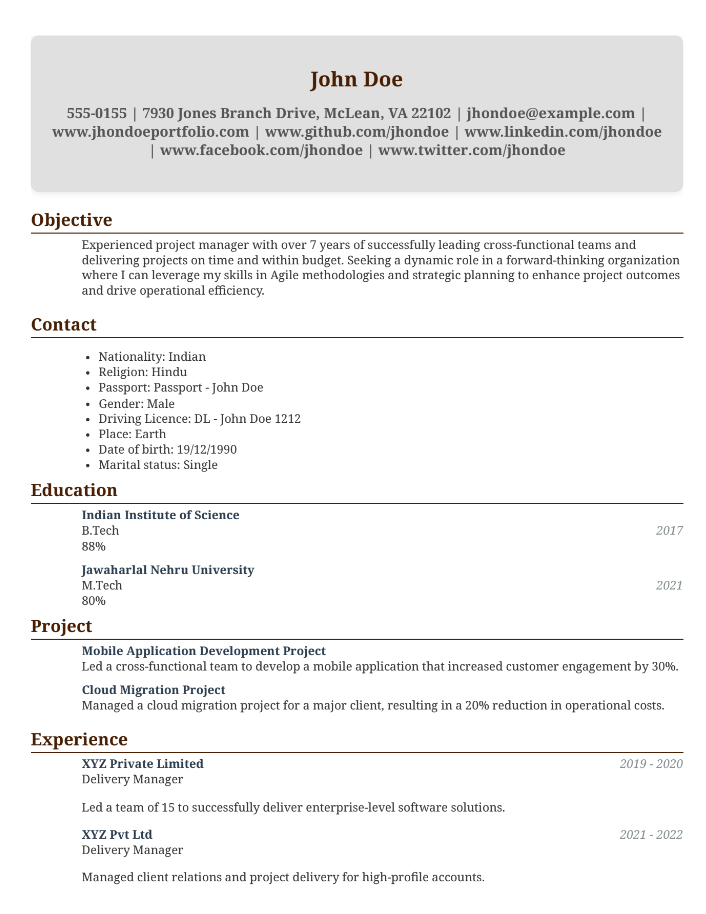 John Doe
555-0155 | 7930 Jones Branch Drive, McLean, VA 22102 | jhondoe@example.com |
www.jhondoeportfolio.com | www.github.com/jhondoe | www.linkedin.com/jhondoe
| www.facebook.com/jhondoe | www.twitter.com/jhondoe
Objective
Experienced project manager with over 7 years of successfully leading cross-functional teams and
delivering projects on time and within budget. Seeking a dynamic role in a forward-thinking organization
where I can leverage my skills in Agile methodologies and strategic planning to enhance project outcomes
and drive operational efficiency.
Contact
• Nationality: Indian
• Religion: Hindu
• Passport: Passport - John Doe
• Gender: Male
• Driving Licence: DL - John Doe 1212
• Place: Earth
• Date of birth: 19/12/1990
• Marital status: Single
Education
Indian Institute of Science
B.Tech 2017
88%
Jawaharlal Nehru University
M.Tech 2021
80%
Project
Mobile Application Development Project
Led a cross-functional team to develop a mobile application that increased customer engagement by 30%.
Cloud Migration Project
Managed a cloud migration project for a major client, resulting in a 20% reduction in operational costs.
Experience
XYZ Private Limited 2019 - 2020
Delivery Manager
Led a team of 15 to successfully deliver enterprise-level software solutions.
XYZ Pvt Ltd 2021 - 2022
Delivery Manager
Managed client relations and project delivery for high-profile accounts.